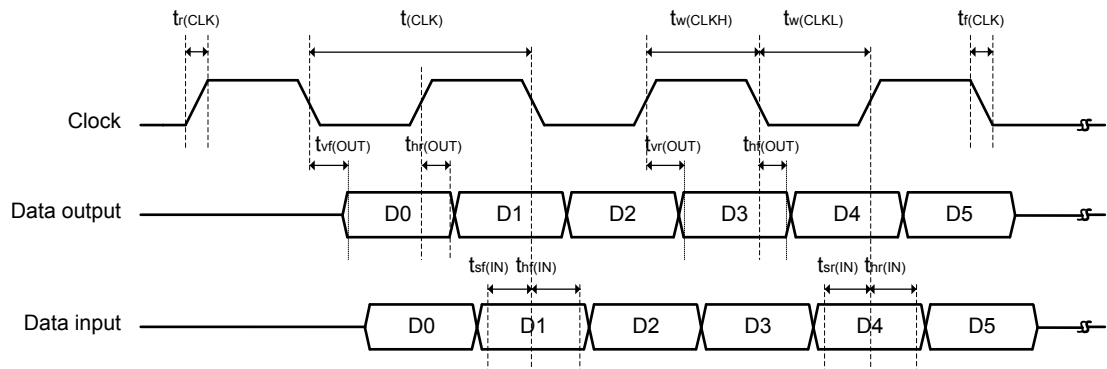 tr(CLK) t(CLK) tw(CLKH) tw(CLKL) tf(CLK)
Clock
tvf(OUT) thr(OUT) tvr(OUT) thf(OUT)
Data output D0 D1 D2 D3 D4 D5
tsf(IN) thf(IN) tsr(IN) thr(IN)
Data input D0 D1 D2 D3 D4 D5